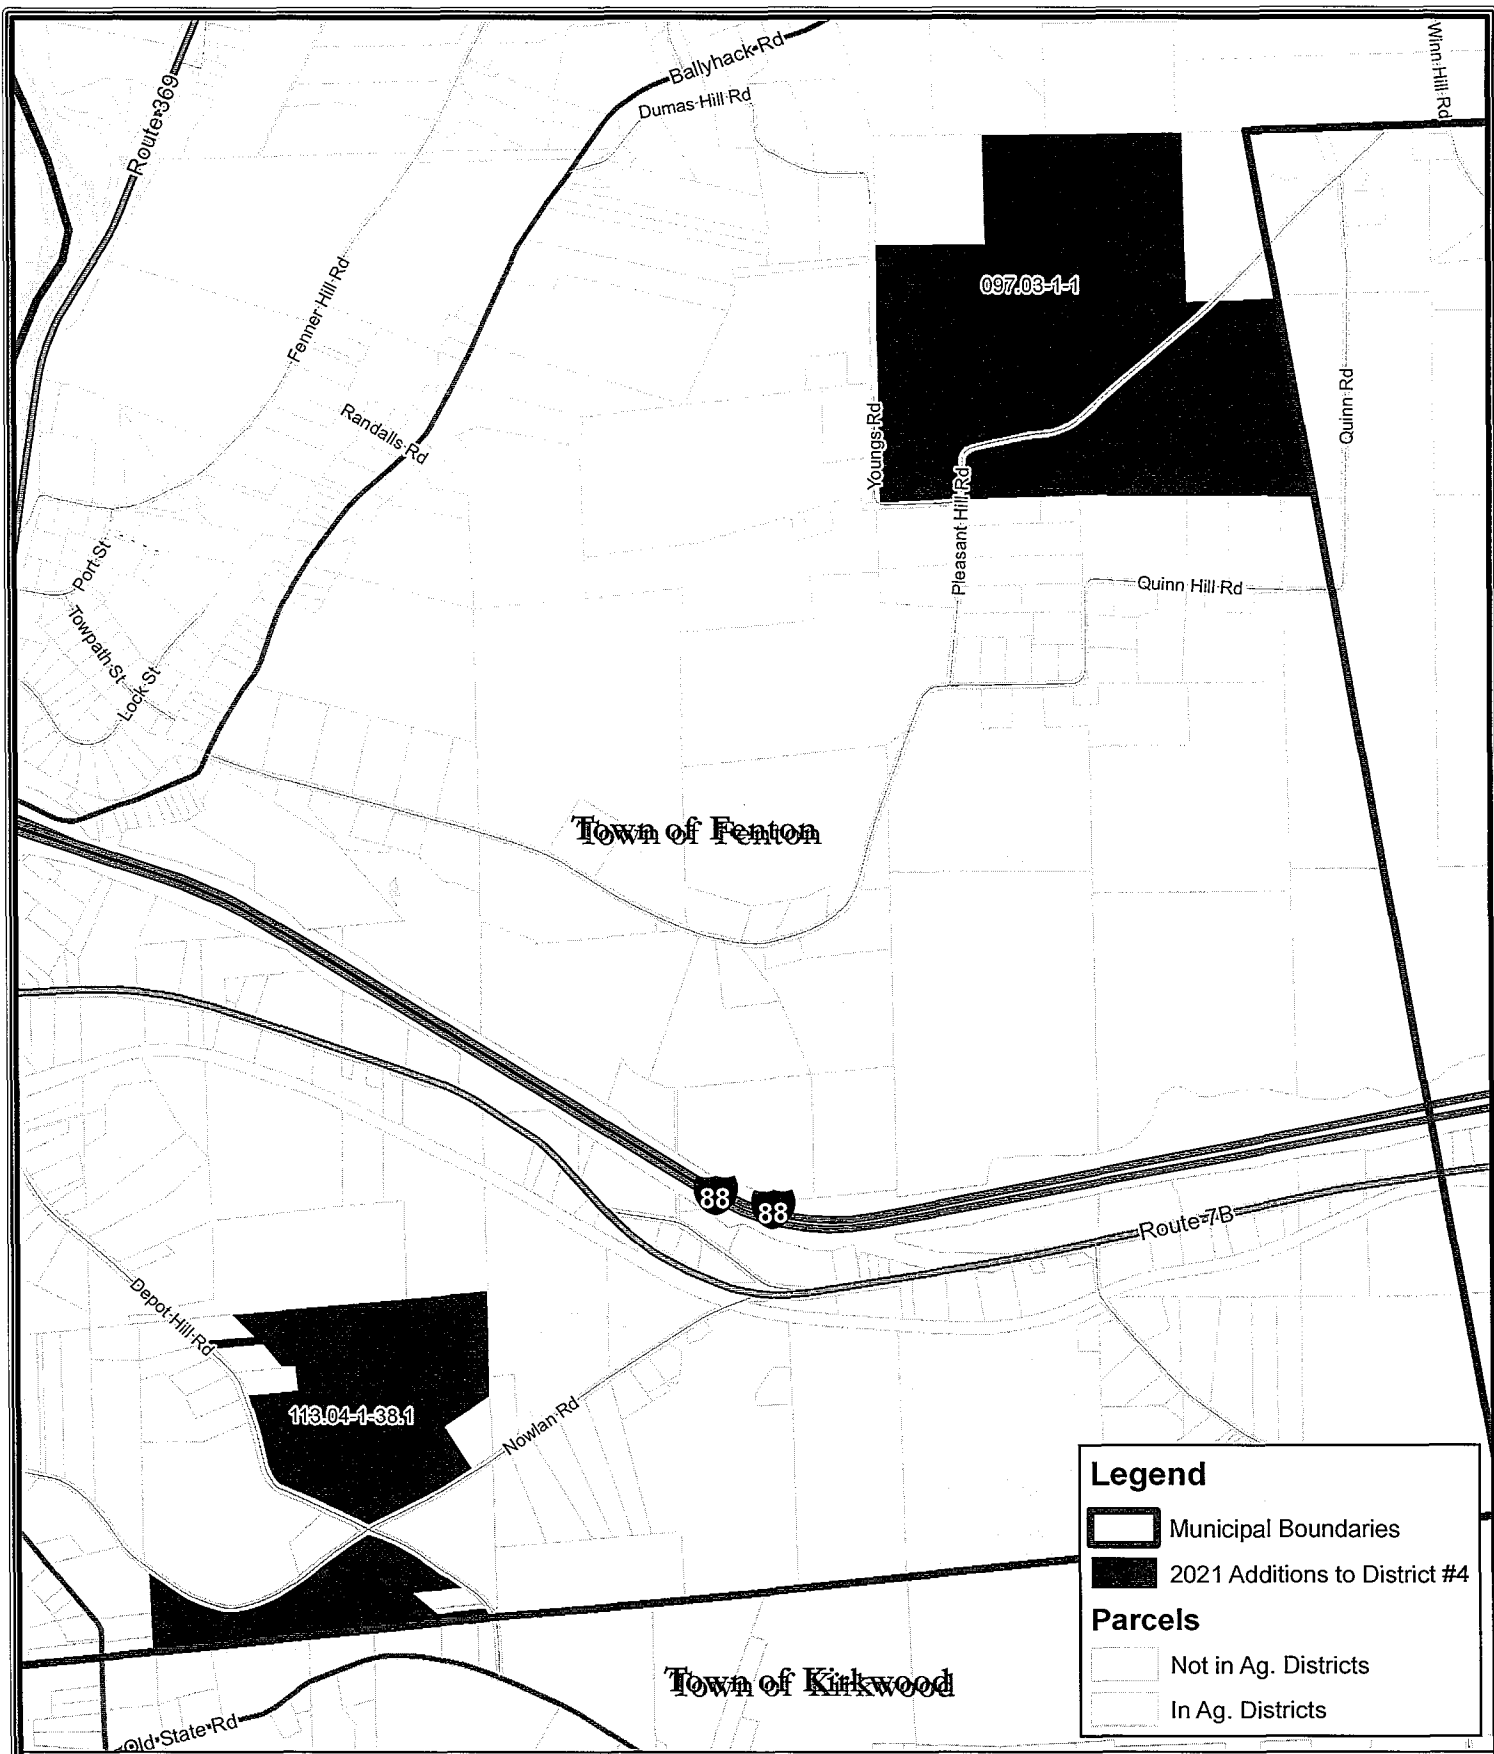 Winn Hill Rd
Ballyhack Rd
Dumas Hill Rd
Route 369
097.03-1-1
Fenner Hill Rd
Randalls Rd
Youngs Rd
Quinn Rd
Pleasant Hill Rd
Quinn Hill Rd
Port St
Towpath St
Lock St
Town of Fenton
88
88
Route 7B
Depot Hill Rd
113.04-1-38.1
Nowlan Rd
Town of Kirkwood
Old State Rd
Legend
Municipal Boundaries
2021 Additions to District #4
Parcels
Not in Ag. Districts
In Ag. Districts